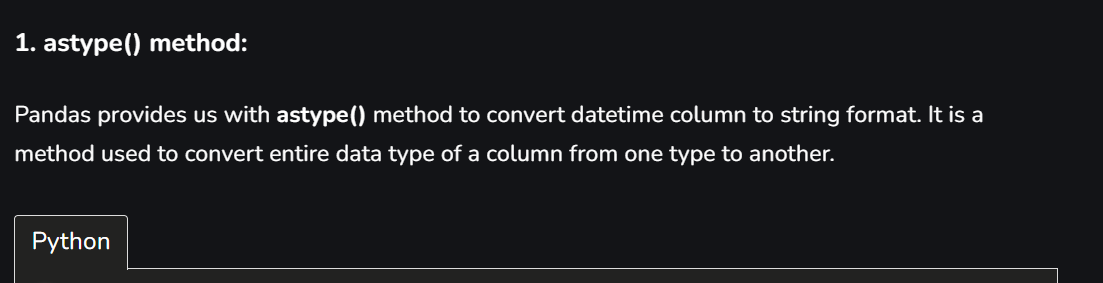 1. astype() method:
Pandas provides us with astype() method to convert datetime column to string format. It is a
method used to convert entire data type of a column from one type to another.
Python